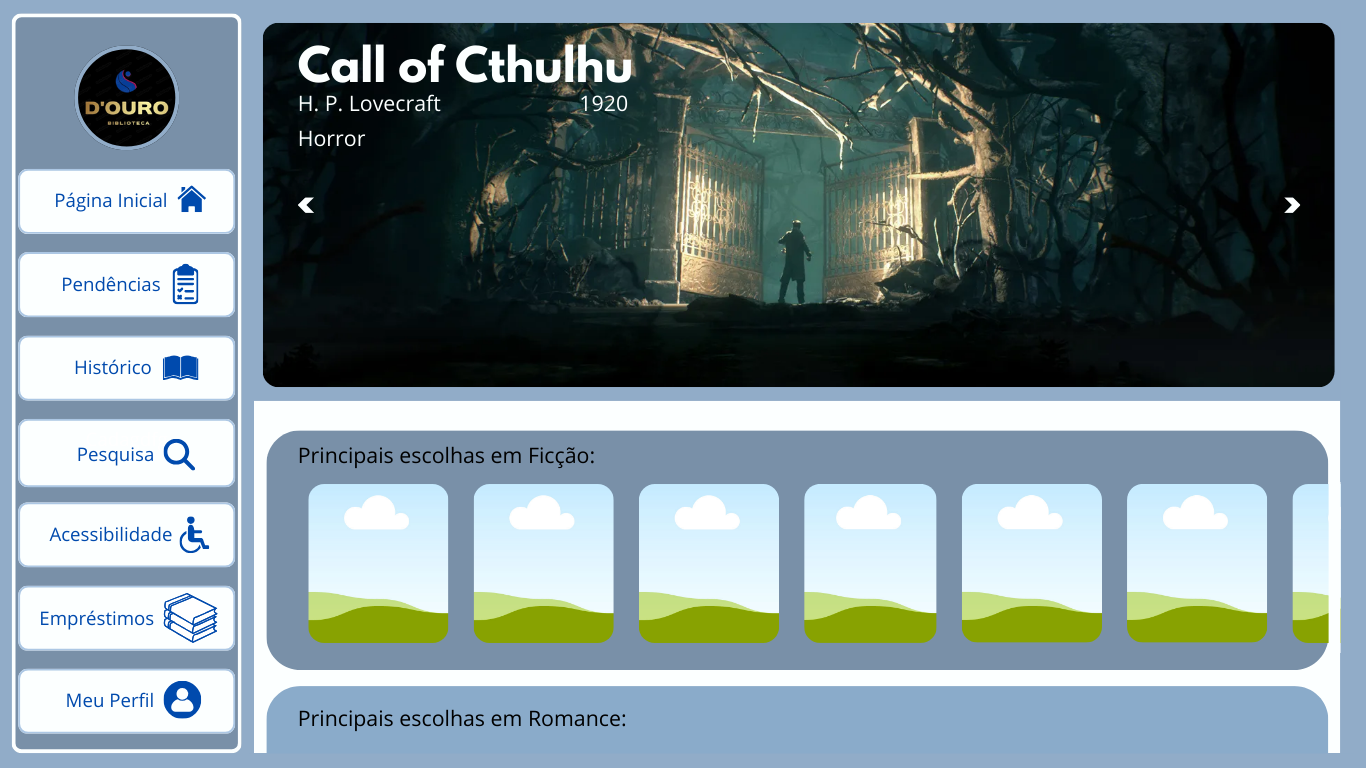 D'OURO
BIBLIOTECA
Página Inicial
Pendências
Histórico
Pesquisa
Acessibilidade
Empréstimos
Meu Perfil
Call of Cthulhu
H. P. Lovecraft 1920
Horror
Principais escolhas em Ficção:
Principais escolhas em Romance: